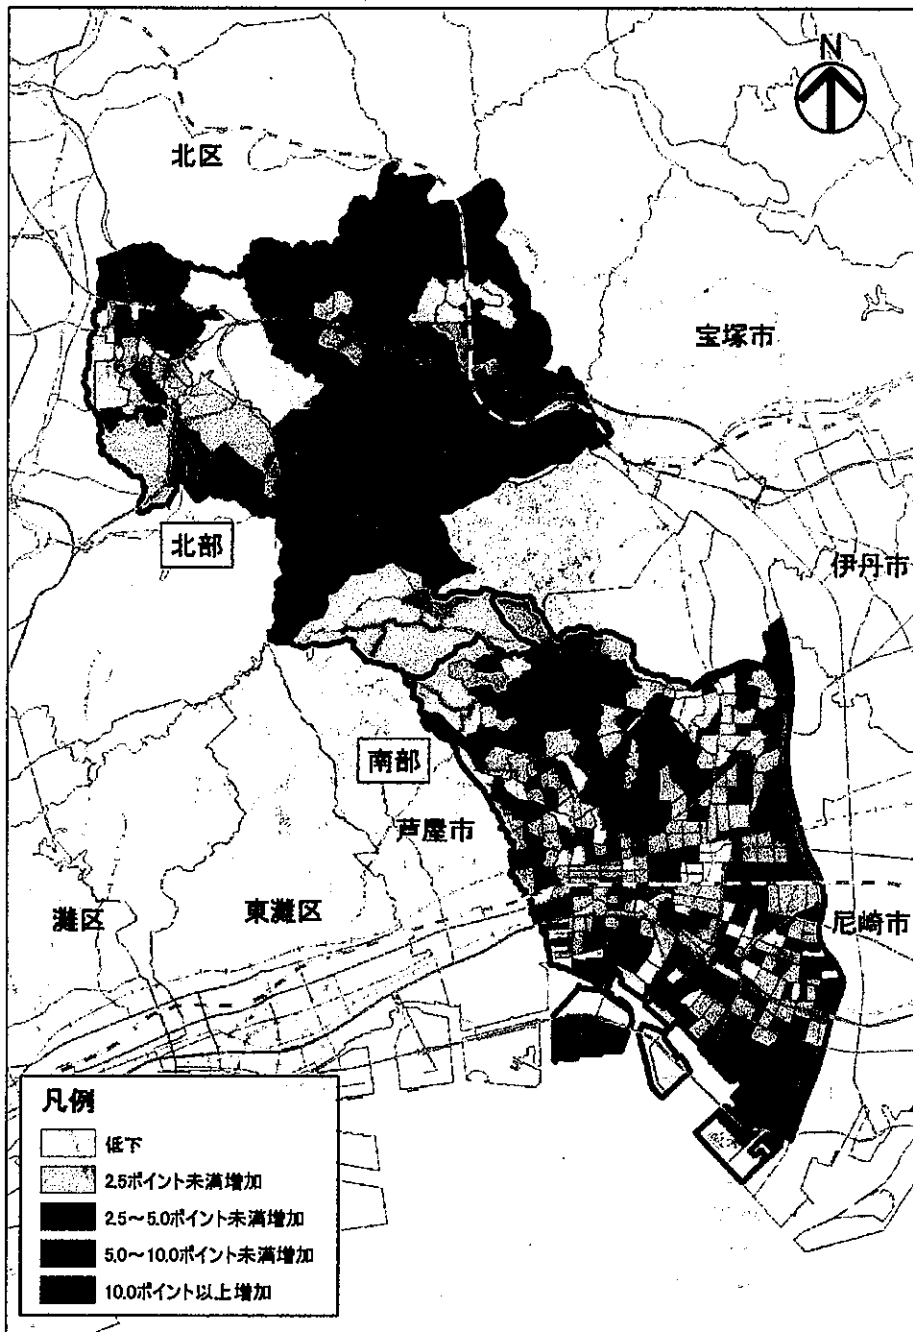 N
北区
宝塚市
北部
伊丹市
南部
芦屋市
灘区
東灘区
尼崎市
凡例
低下
2.5ポイント未満増加
2.5～5.0ポイント未満増加
5.0～10.0ポイント未満増加
10.0ポイント以上増加